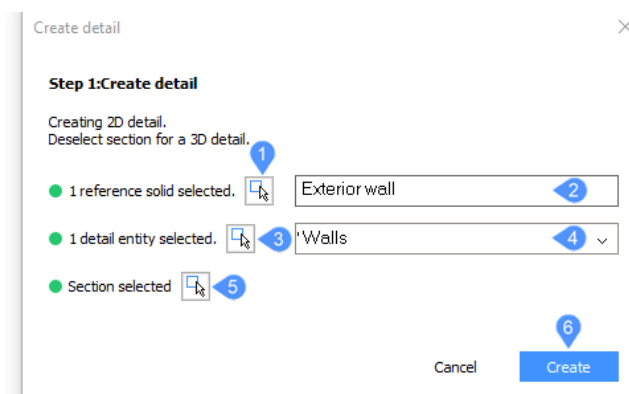 Create detail
Step 1:Create detail
Creating 2D detail.
Deselect section for a 3D detail.
1
1 reference solid selected. Exterior wall 2
1 detail entity selected. 3 'Walls 4
Section selected 5
6
Cancel Create